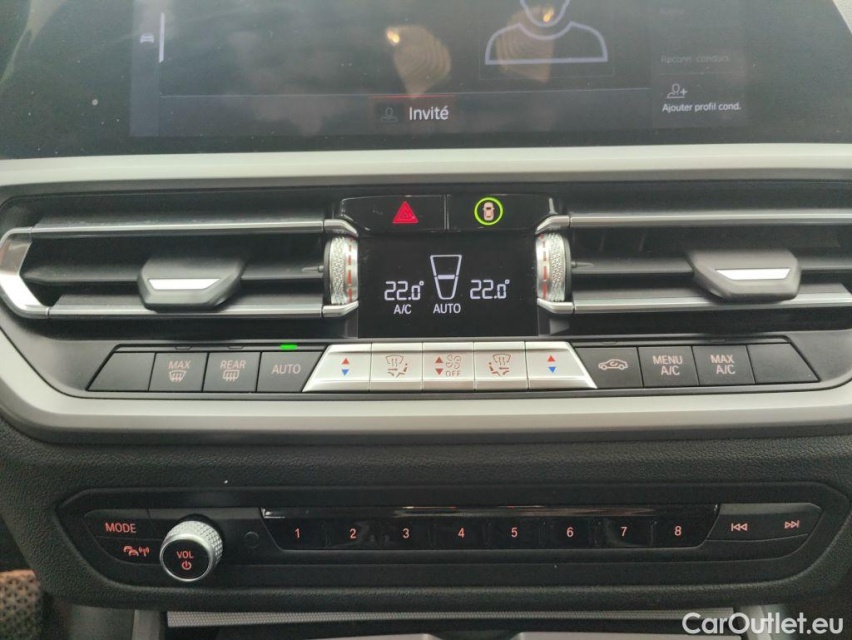 Invité
Ajouter profil cond.
22.0° 22.0°
A/C AUTO
MAX
REAR
AUTO
OFF
MENU A/C
MAX A/C
MODE
VOL
1 2 3 4 5 6 7 8
CarOutlet.eu